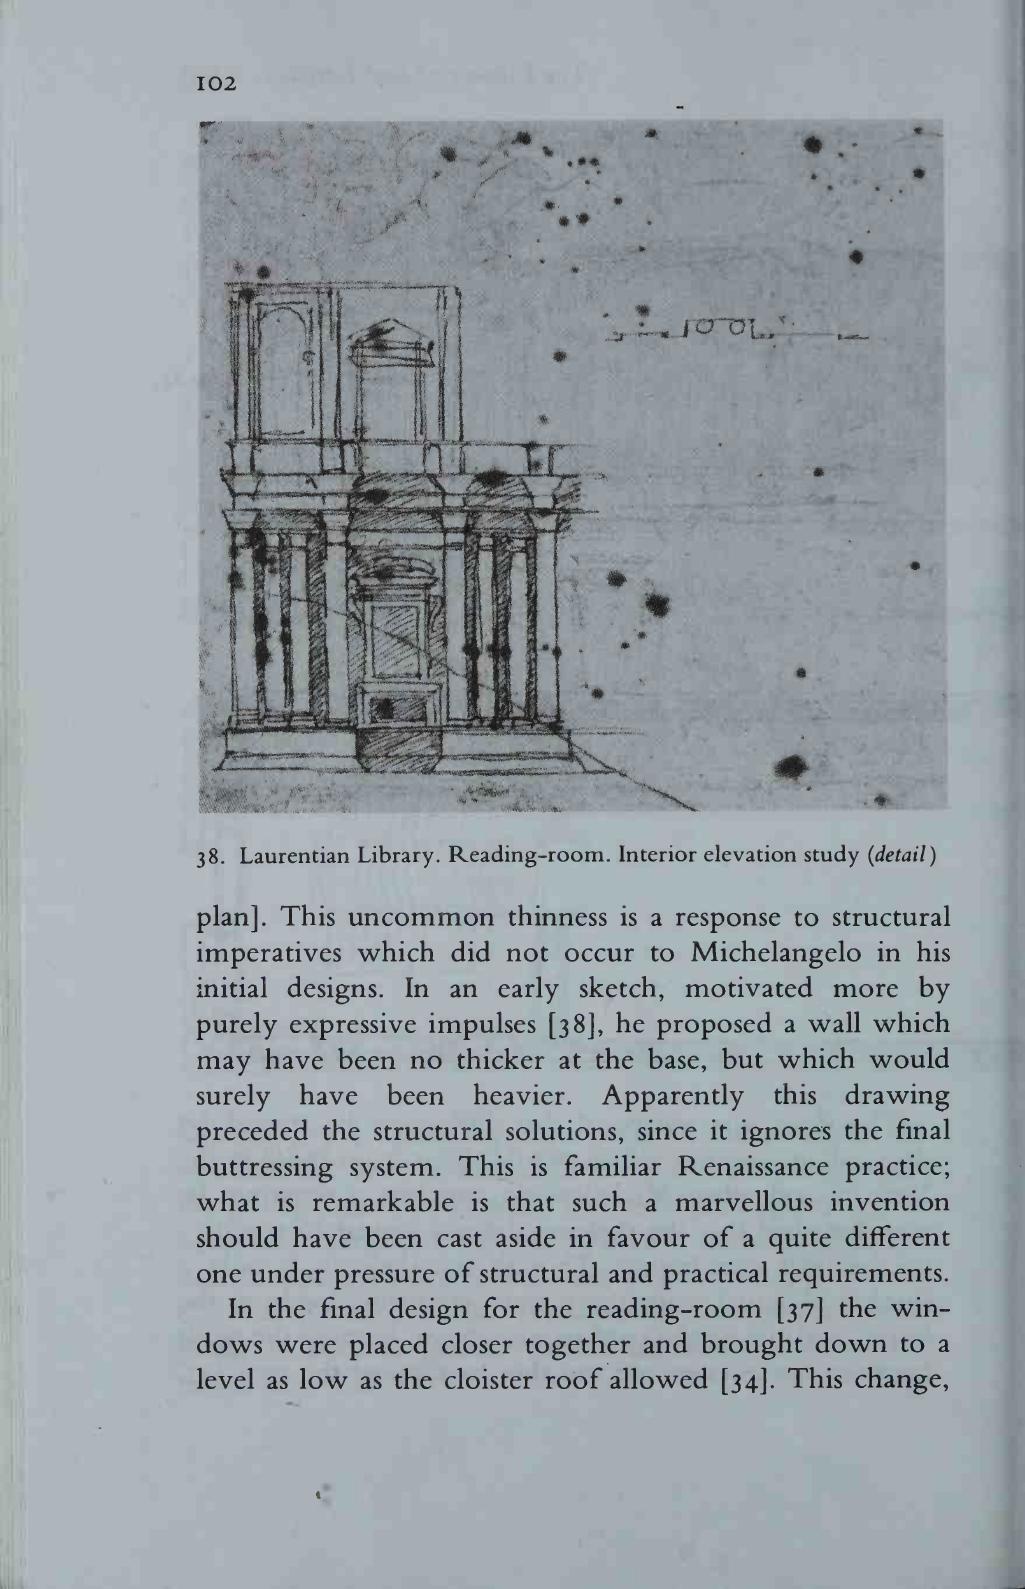 102
38. Laurentian Library. Reading-room. Interior elevation study (detail)
plan]. This uncommon thinness is a response to structural
imperatives which did not occur to Michelangelo in his
initial designs. In an early sketch, motivated more by
purely expressive impulses [38], he proposed a wall which
may have been no thicker at the base, but which would
surely have been heavier. Apparently this drawing
preceded the structural solutions, since it ignores the final
buttressing system. This is familiar Renaissance practice;
what is remarkable is that such a marvellous invention
should have been cast aside in favour of a quite different
one under pressure of structural and practical requirements.
In the final design for the reading-room [37] the win-
dows were placed closer together and brought down to a
level as low as the cloister roof allowed [34]. This change,